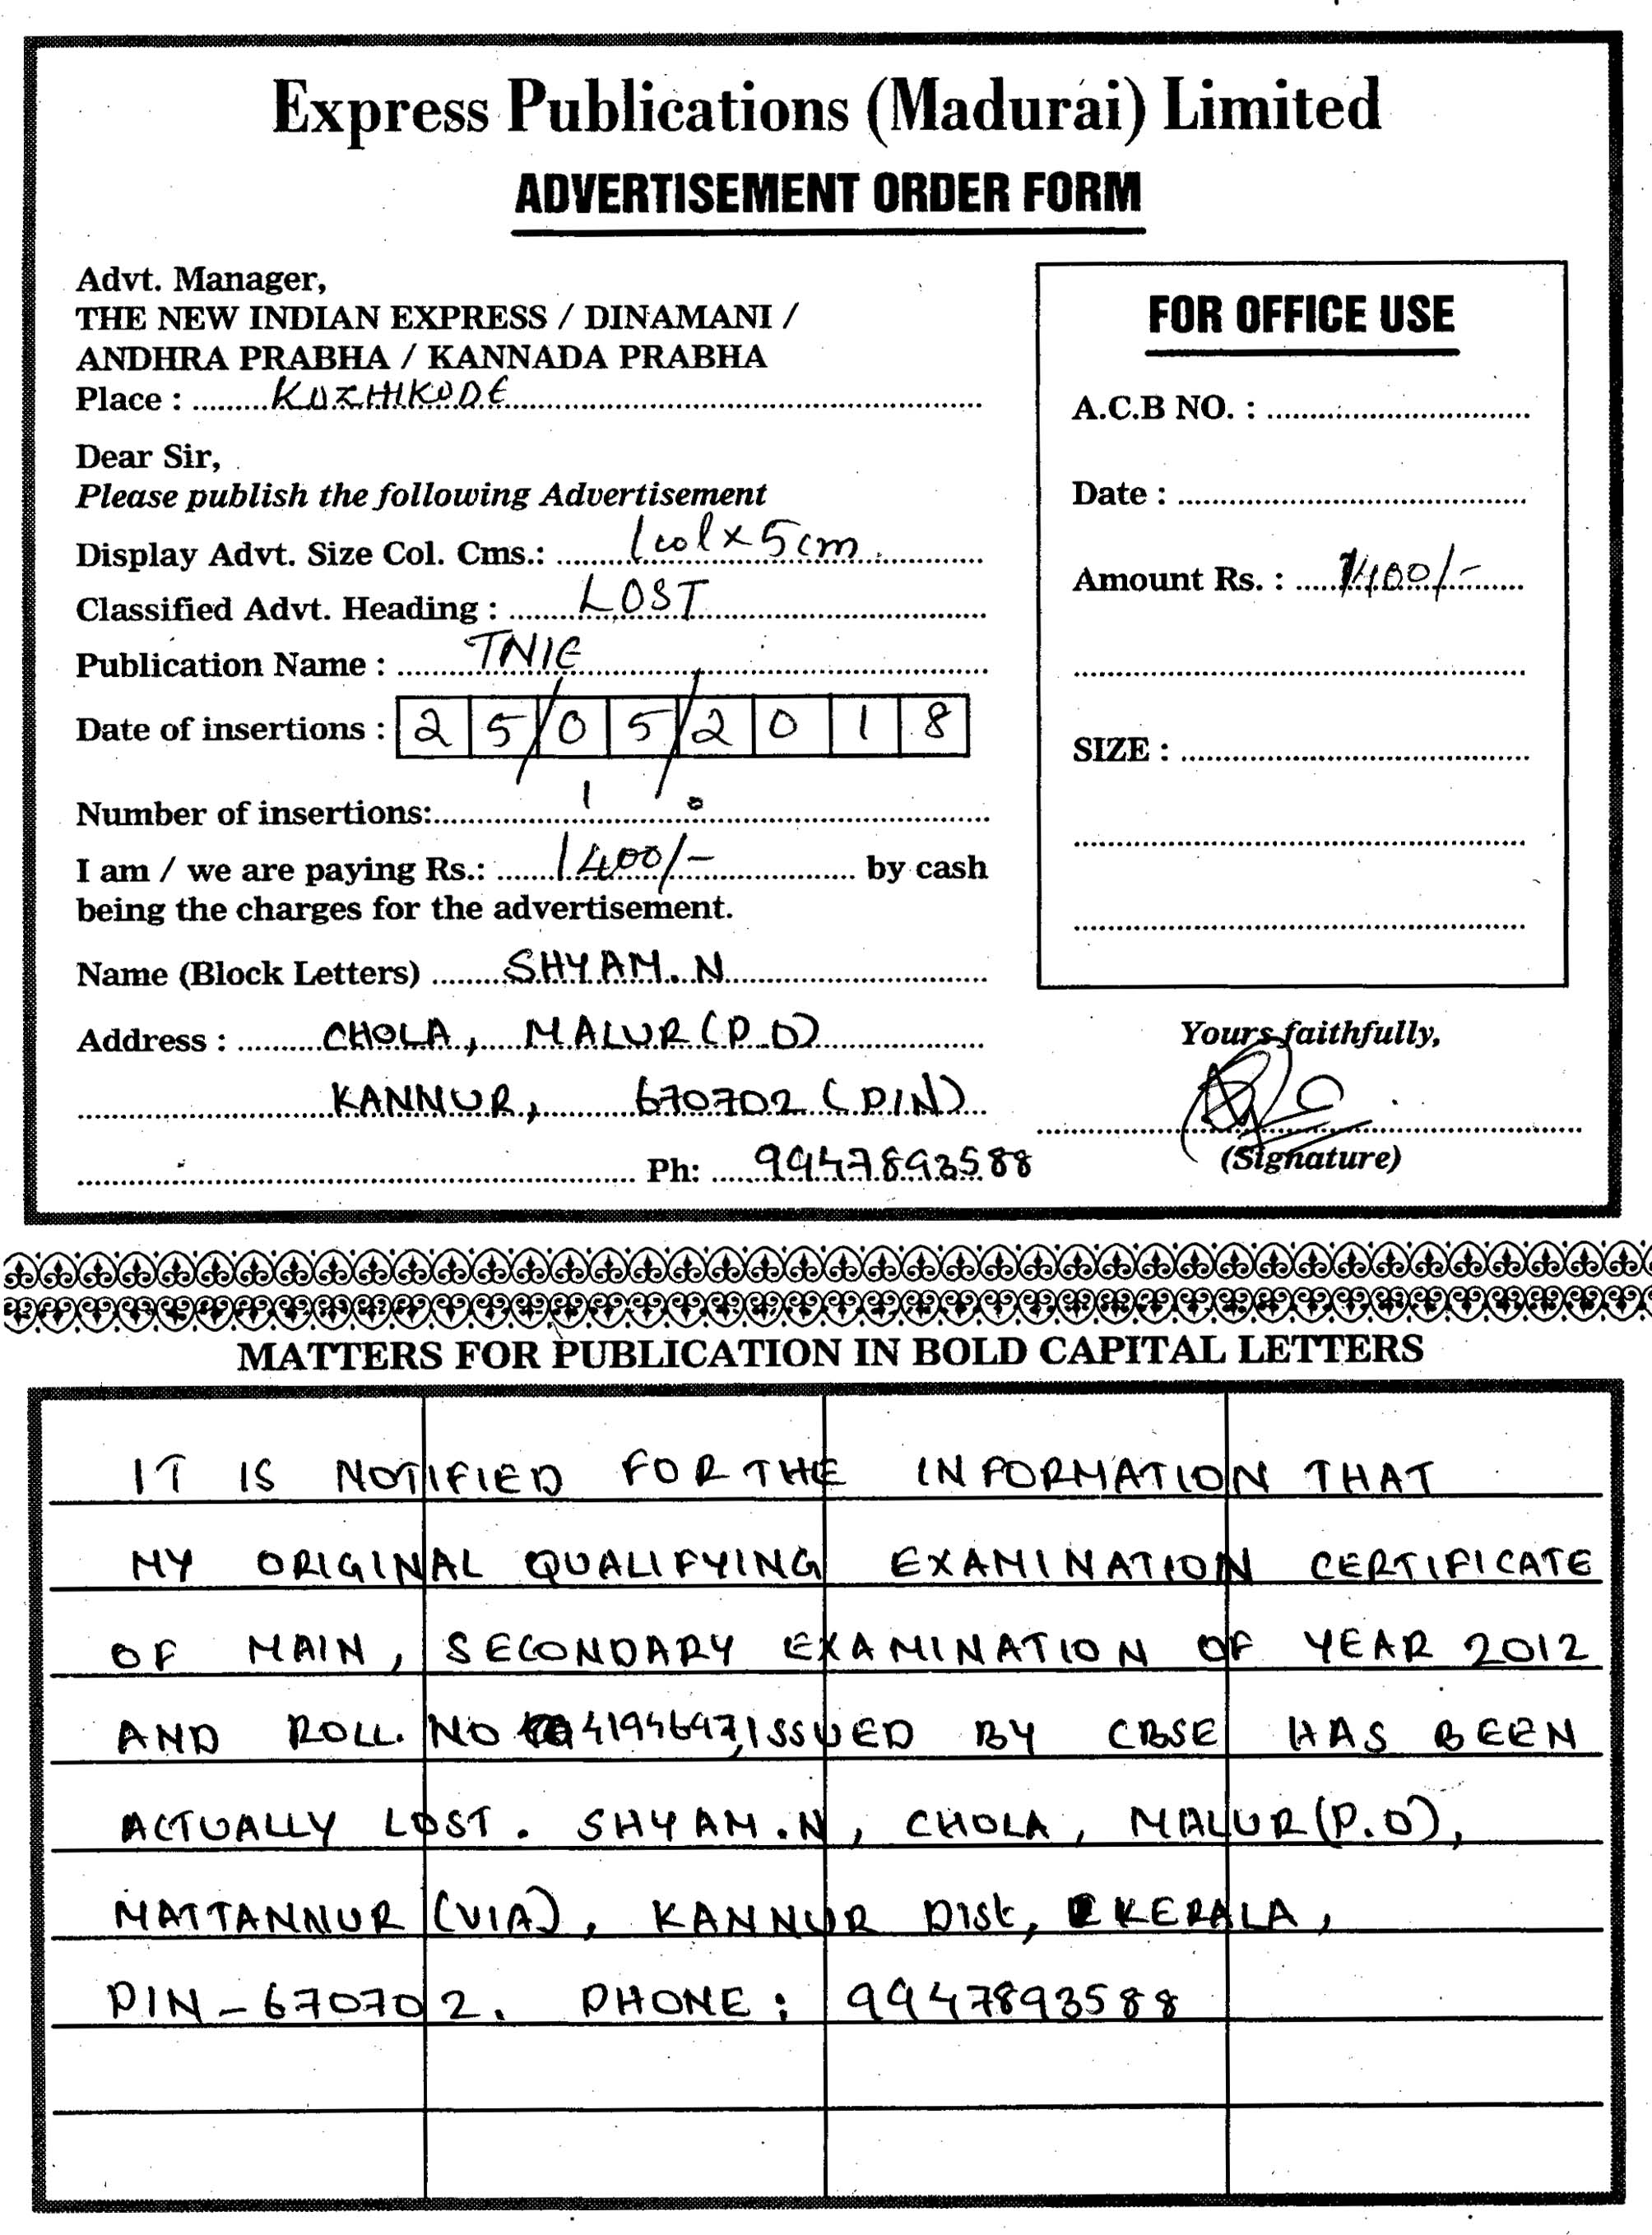 Express Publications (Madurai) Limited
ADVERTISEMENT ORDER FORM
Advt. Manager,
THE NEW INDIAN EXPRESS / DINAMANI /
ANDHRA PRABHA / KANNADA PRABHA
Place : KOZHIKODE
Dear Sir,
Please publish the following Advertisement
Display Advt. Size Col. Cms.: 1col x 5cm
Classified Advt. Heading : LOST
Publication Name : TNIE
Date of insertions : 25/05/2018
Number of insertions: 1
I am / we are paying Rs.: 1400/- by cash
being the charges for the advertisement.
Name (Block Letters) SHYAM. N
Address : CHOLA, MALUR (P.O)
KANNUR, 670702 (PIN)
Ph: 9947893588
FOR OFFICE USE
A.C.B NO. :
Date :
Amount Rs. : 1400/-
SIZE :
Yours faithfully,
(Signature)
MATTERS FOR PUBLICATION IN BOLD CAPITAL LETTERS
IT IS NOTIFIED FOR THE INFORMATION THAT
MY ORIGINAL QUALIFYING EXAMINATION CERTIFICATE
OF MAIN, SECONDARY EXAMINATION OF YEAR 2012
AND ROLL. NO 4194697, ISSUED BY CBSE HAS BEEN
ACTUALLY LOST. SHYAM.N, CHOLA, MALUR (P.O),
MATTANNUR (VIA), KANNUR Dist, KERALA,
PIN-670702. PHONE: 9947893588